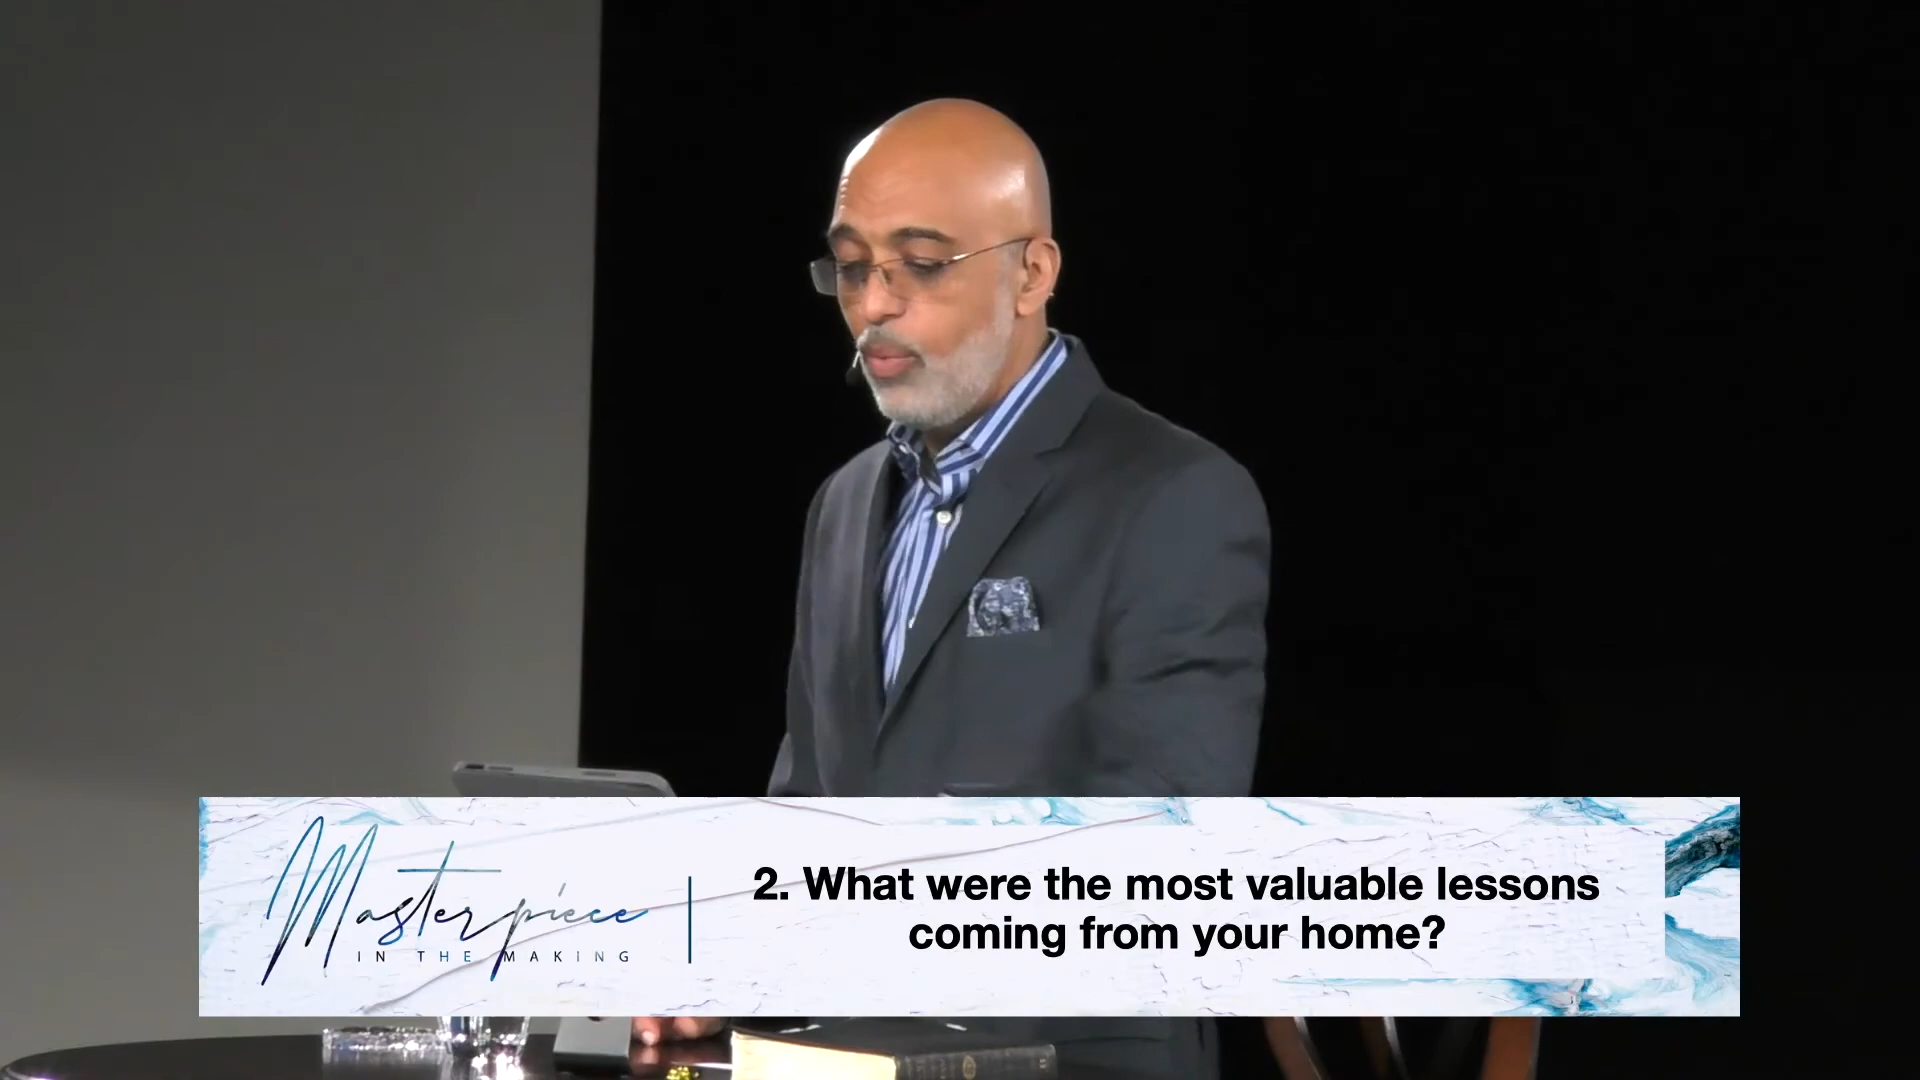 Masterpiece
IN THE MAKING
2. What were the most valuable lessons
coming from your home?